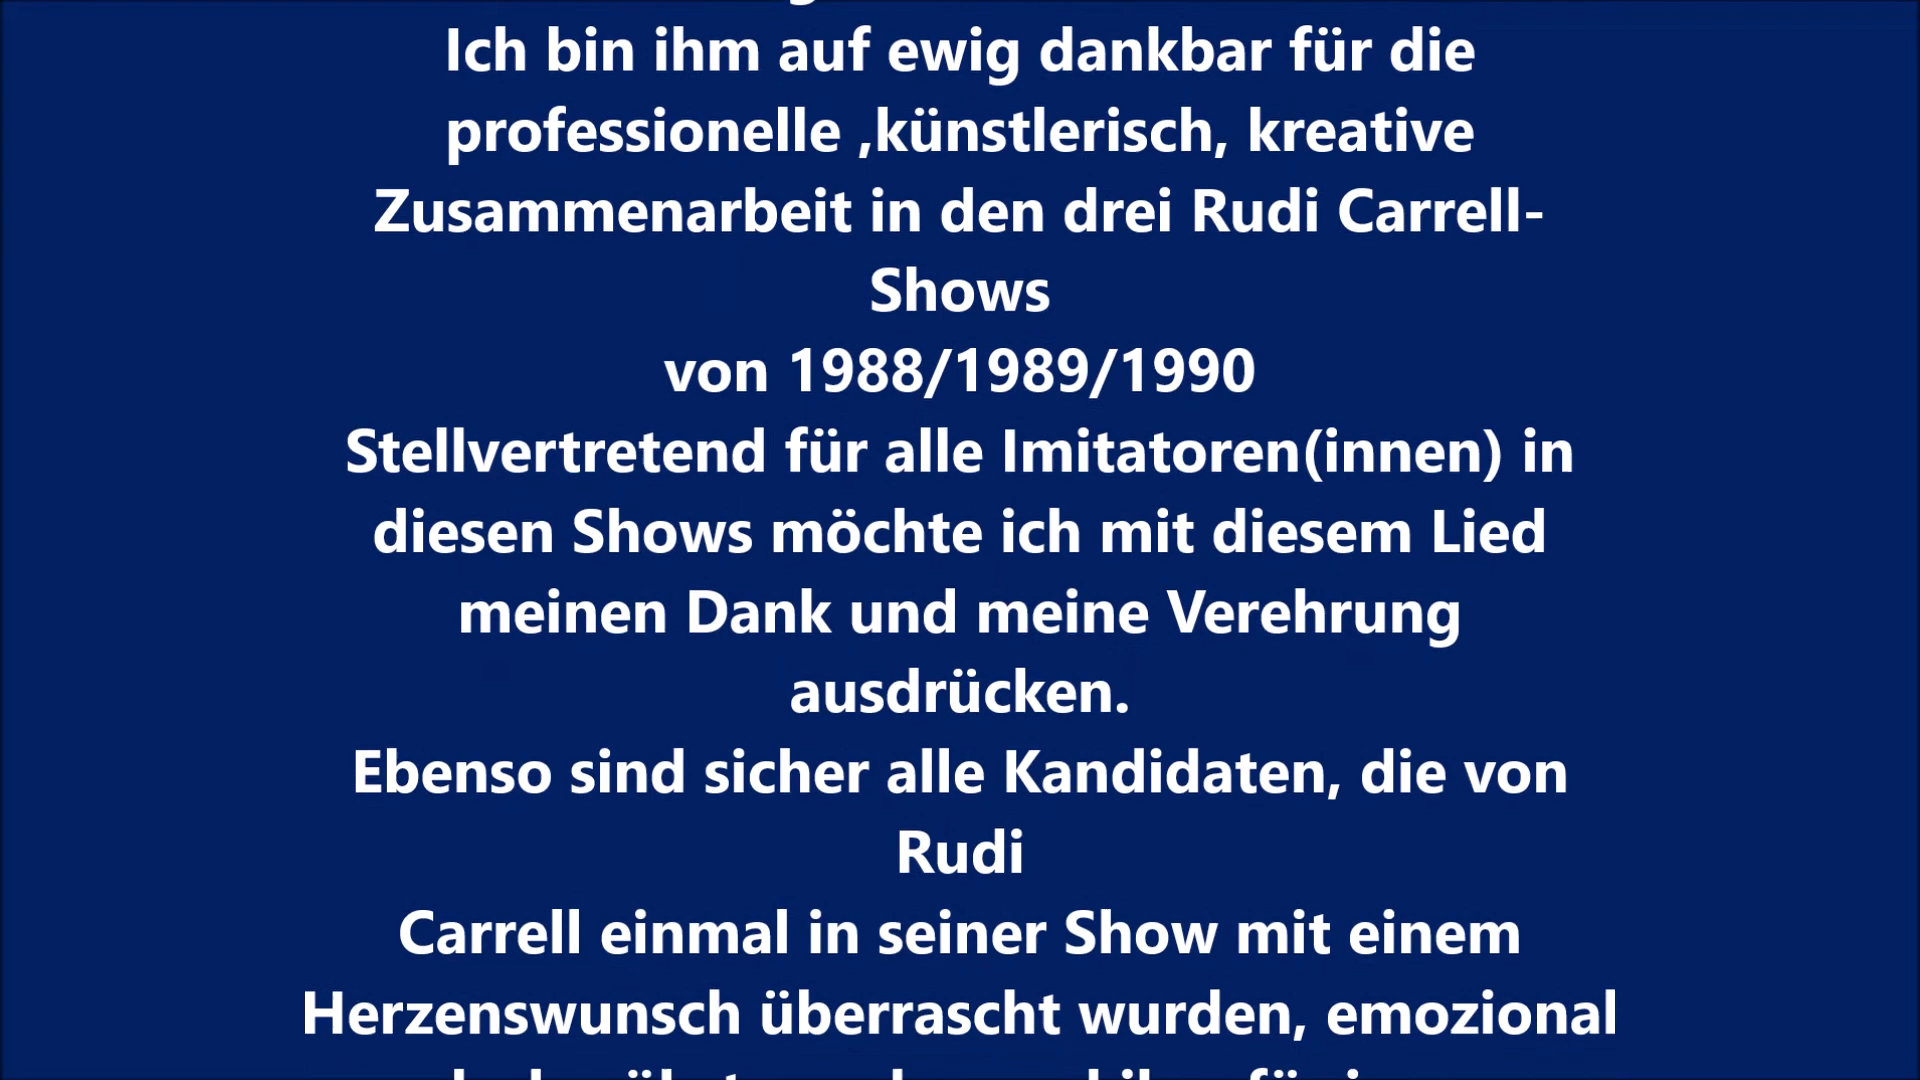 Ich bin ihm auf ewig dankbar für die
professionelle ,künstlerisch, kreative
Zusammenarbeit in den drei Rudi Carrell-
Shows
von 1988/1989/1990
Stellvertretend für alle Imitatoren(innen) in
diesen Shows möchte ich mit diesem Lied
meinen Dank und meine Verehrung
ausdrücken.
Ebenso sind sicher alle Kandidaten, die von
Rudi
Carrell einmal in seiner Show mit einem
Herzenswunsch überrascht wurden, emozional